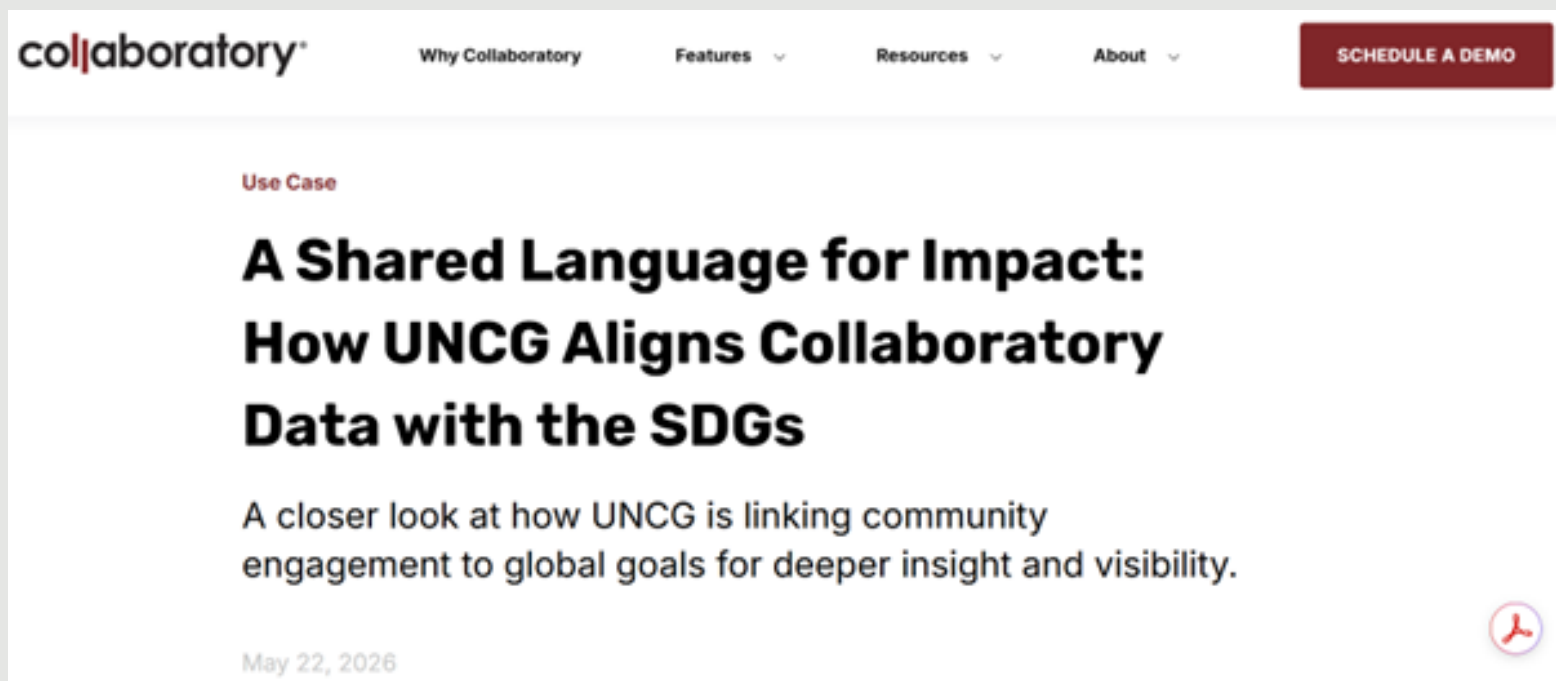 collaboratory
Why Collaboratory
Features
Resources
About
SCHEDULE A DEMO
Use Case
A Shared Language for Impact:
How UNCG Aligns Collaboratory
Data with the SDGs
A closer look at how UNCG is linking community
engagement to global goals for deeper insight and visibility.
May 22, 2026